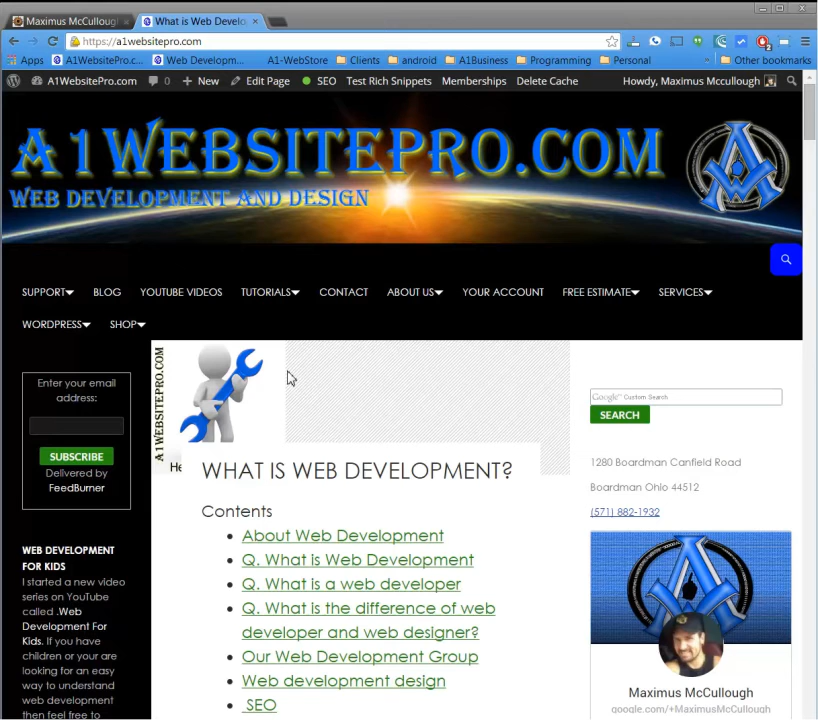 Maximus McCullough
What is Web Develo
https://a1websitepro.com
Apps A1WebsitePro.c... Web Developm... A1-WebStore Clients android A1Business Programming Personal » Other bookmarks
A1WebsitePro.com 0 + New Edit Page SEO Test Rich Snippets Memberships Delete Cache Howdy, Maximus Mccullough
A1WEBSITEPRO.COM
WEB DEVELOPMENT AND DESIGN
SUPPORT BLOG YOUTUBE VIDEOS TUTORIALS CONTACT ABOUT US YOUR ACCOUNT FREE ESTIMATE SERVICES
WORDPRESS SHOP
Enter your email
address:
SUBSCRIBE
Delivered by
FeedBurner
WEB DEVELOPMENT
FOR KIDS
I started a new video
series on YouTube
called .Web
Development For
Kids. If you have
children or your are
looking for an easy
way to understand
web development
then feel free to
A1WEBSITEPRO.COM
He
WHAT IS WEB DEVELOPMENT?
Contents
About Web Development
Q. What is Web Development
Q. What is a web developer
Q. What is the difference of web
developer and web designer?
Our Web Development Group
Web development design
SEO
Google™ Custom Search
SEARCH
1280 Boardman Canfield Road
Boardman Ohio 44512
(571) 882-1932
Maximus McCullough
google.com/+MaximusMcCullough